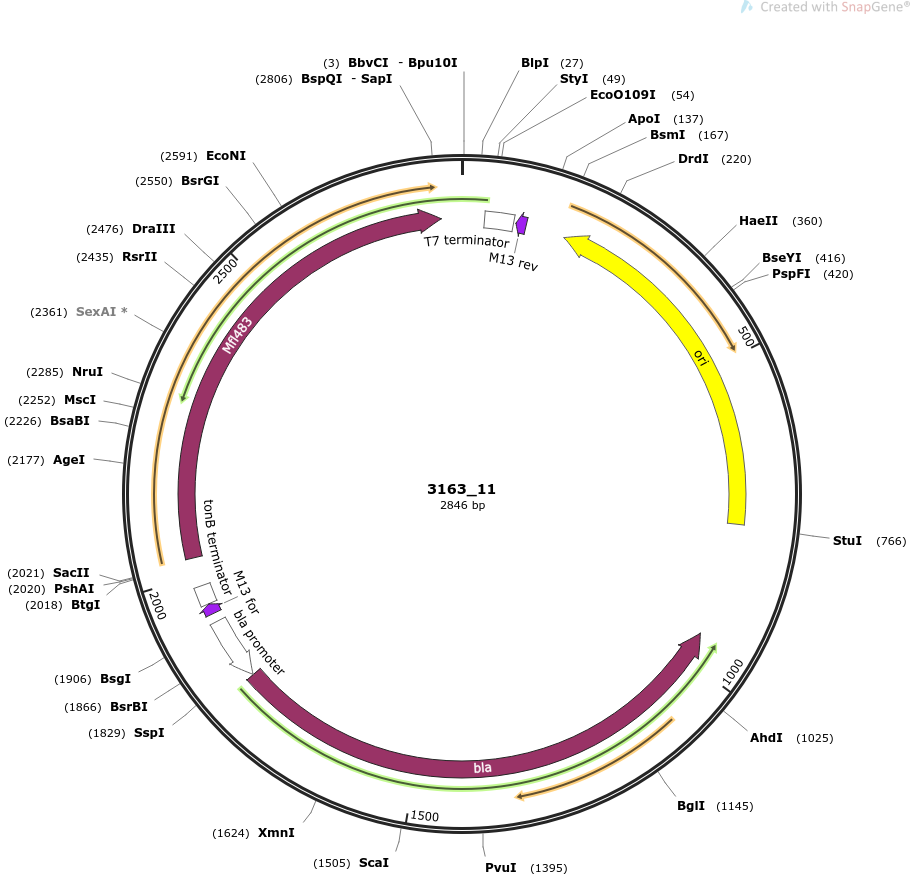 Created with SnapGene®
(3) BbvCI - Bpu10I
(2806) BspQI - SapI
BlpI (27)
StyI (49)
EcoO109I (54)
ApoI (137)
BsmI (167)
DrdI (220)
HaeII (360)
BseYI (416)
PspFI (420)
500
StuI (766)
1000
AhdI (1025)
BglI (1145)
PvuI (1395)
1500
(1505) ScaI
(1624) XmnI
(1829) SspI
(1866) BsrBI
(1906) BsgI
2000
(2018) BtgI
(2020) PshAI
(2021) SacII
(2177) AgeI
(2226) BsaBI
(2252) MscI
(2285) NruI
(2361) SexAI *
(2435) RsrII
(2476) DraIII
2500
(2550) BsrGI
(2591) EcoNI
T7 terminator
M13 rev
ori
Mfl483
tonB terminator
M13 for
bla promoter
bla
3163_11
2846 bp